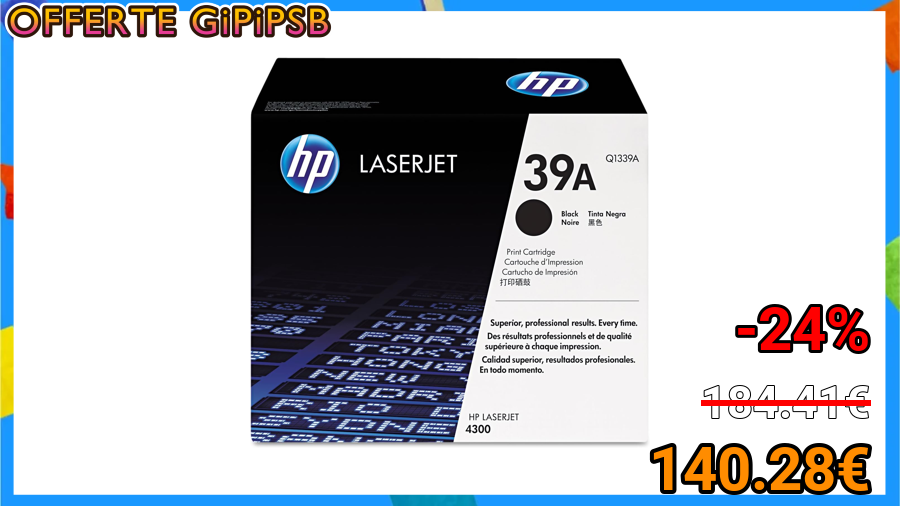 OFFERTE GiPiPSB
hp
hp
LASERJET
39A
Q1339A
Black Tinta Negra
Noire 黑色
Print Cartridge
Cartouche d'Impression
Cartucho de Impresión
打印硒鼓
Superior, professional results. Every time.
Des résultats professionnels et de qualité
supérieure à chaque impression.
Calidad superior, resultados profesionales.
En todo momento.
HP LASERJET
4300
-24%
184.41€
140.28€